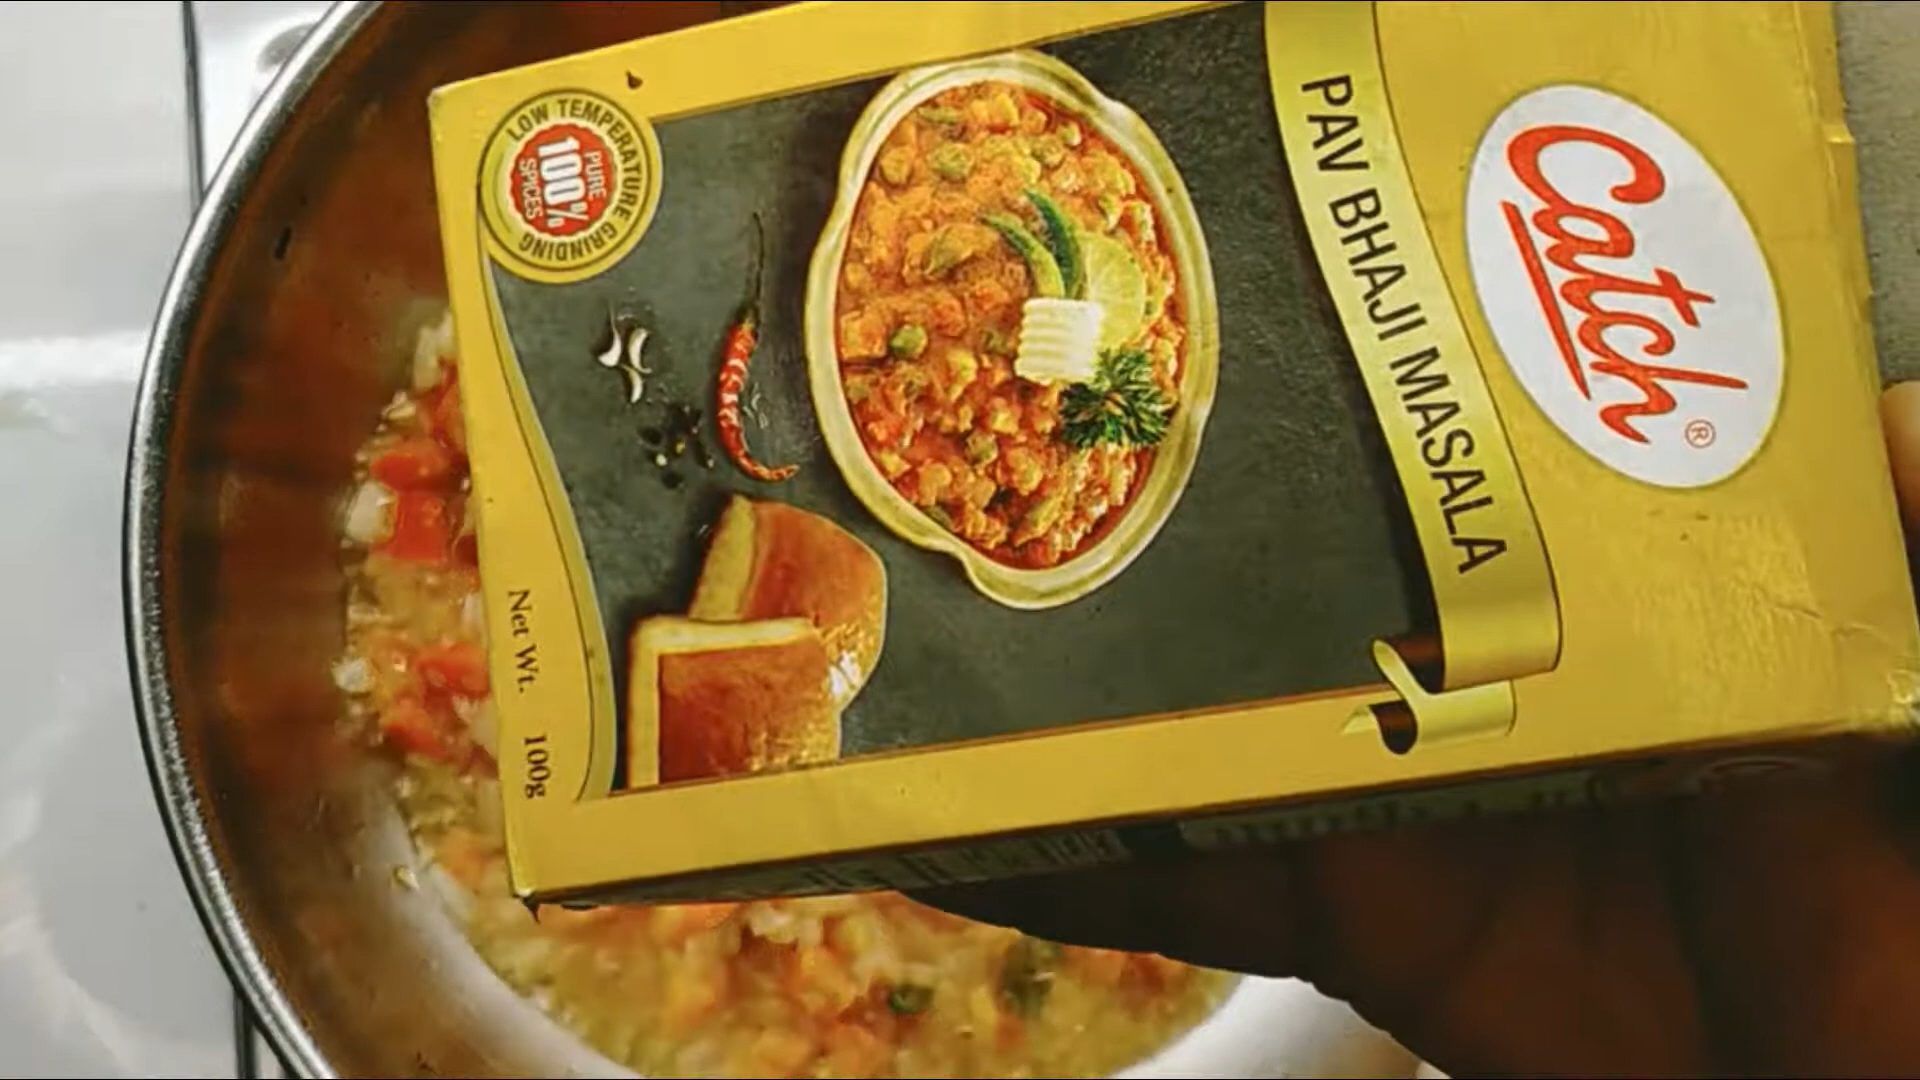 Catch®
PAV BHAJI MASALA
LOW TEMPERATURE GRINDING
PURE
100%
SPICES
Net Wt. 100g